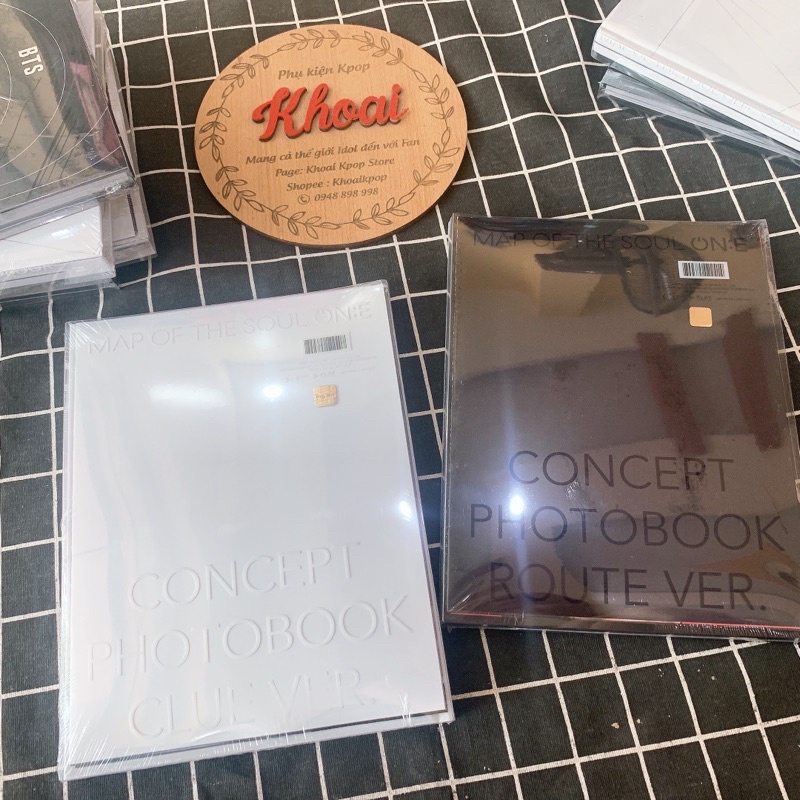 BTS
Phụ kiện Kpop
Khoai
Mang cả thế giới Idol đến với Fan
Page: Khoai Kpop Store
Shopee : Khoaikpop
0948 898 998
MAP OF THE SOUL ON:E
CONCEPT
PHOTOBOOK
CLUE VER.
MAP OF THE SOUL ON:E
CONCEPT
PHOTOBOOK
ROUTE VER.